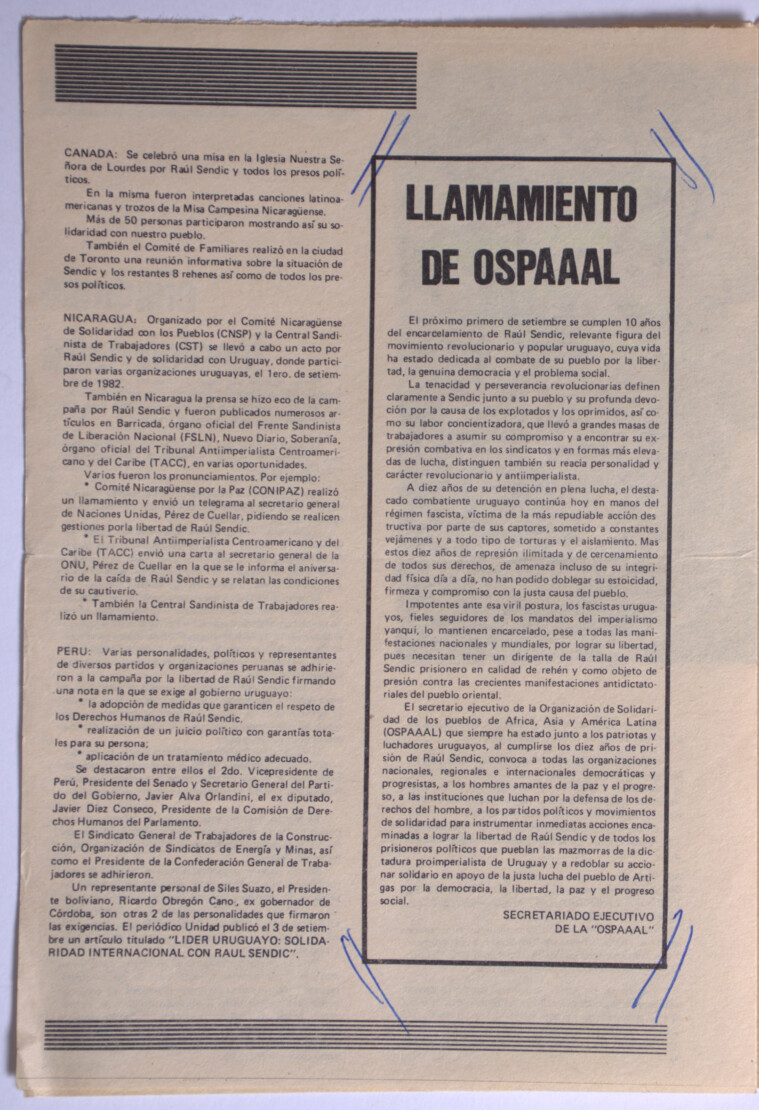 CANADA: Se celebró una misa en la Iglesia Nuestra Se-
ñora de Lourdes por Raúl Sendic y todos los presos polí-
ticos.
En la misma fueron interpretadas canciones latinoa-
mericanas y trozos de la Misa Campesina Nicaragüense.
Más de 50 personas participaron mostrando así su so-
lidaridad con nuestro pueblo.
También el Comité de Familiares realizó en la ciudad
de Toronto una reunión informativa sobre la situación de
Sendic y los restantes 8 rehenes así como de todos los pre-
sos políticos.
NICARAGUA: Organizado por el Comité Nicaragüense
de Solidaridad con los Pueblos (CNSP) y la Central Sandi-
nista de Trabajadores (CST) se llevó a cabo un acto por
Raúl Sendic y de solidaridad con Uruguay, donde partici-
paron varias organizaciones uruguayas, el 1ero. de setiem-
bre de 1982.
También en Nicaragua la prensa se hizo eco de la cam-
paña por Raúl Sendic y fueron publicados numerosos ar-
tículos en Barricada, órgano oficial del Frente Sandinista
de Liberación Nacional (FSLN), Nuevo Diario, Soberanía,
órgano oficial del Tribunal Antiimperialista Centroameri-
cano y del Caribe (TACC), en varias oportunidades.
Varios fueron los pronunciamientos. Por ejemplo:
* Comité Nicaragüense por la Paz (CONIPAZ) realizó
un llamamiento y envió un telegrama al secretario general
de Naciones Unidas, Pérez de Cuellar, pidiendo se realicen
gestiones porla libertad de Raúl Sendic.
* El Tribunal Antiimperialista Centroamericano y del
Caribe (TACC) envió una carta al secretario general de la
ONU, Pérez de Cuellar en la que se le informa el aniversa-
rio de la caída de Raúl Sendic y se relatan las condiciones
de su cautiverio.
* También la Central Sandinista de Trabajadores rea-
lizó un llamamiento.
PERU: Varias personalidades, políticos y representantes
de diversos partidos y organizaciones peruanas se adhirie-
ron a la campaña por la libertad de Raúl Sendic firmando
una nota en la que se exige al gobierno uruguayo:
* la adopción de medidas que garanticen el respeto de
los Derechos Humanos de Raúl Sendic.
* realización de un juicio político con garantías tota-
les para su persona;
* aplicación de un tratamiento médico adecuado.
Se destacaron entre ellos el 2do. Vicepresidente de
Perú, Presidente del Senado y Secretario General del Parti-
do del Gobierno, Javier Alva Orlandini, el ex diputado,
Javier Diez Conseco, Presidente de la Comisión de Dere-
chos Humanos del Parlamento.
El Sindicato General de Trabajadores de la Construc-
ción, Organización de Sindicatos de Energía y Minas, así
como el Presidente de la Confederación General de Traba-
jadores se adhirieron.
Un representante personal de Siles Suazo, el Presiden-
te boliviano, Ricardo Obregón Cano, ex gobernador de
Córdoba, son otras 2 de las personalidades que firmaron
las exigencias. El periódico Unidad publicó el 3 de setiem-
bre un artículo titulado "LIDER URUGUAYO: SOLIDA-
RIDAD INTERNACIONAL CON RAUL SENDIC".
LLAMAMIENTO
DE OSPAAAL
El próximo primero de setiembre se cumplen 10 años
del encarcelamiento de Raúl Sendic, relevante figura del
movimiento revolucionario y popular uruguayo, cuya vida
ha estado dedicada al combate de su pueblo por la liber-
tad, la genuina democracia y el problema social.
La tenacidad y perseverancia revolucionarias definen
claramente a Sendic junto a su pueblo y su profunda devo-
ción por la causa de los explotados y los oprimidos, así co-
mo su labor concientizadora, que llevó a grandes masas de
trabajadores a asumir su compromiso y a encontrar su ex-
presión combativa en los sindicatos y en formas más eleva-
das de lucha, distinguen también su reacia personalidad y
carácter revolucionario y antiimperialista.
A diez años de su detención en plena lucha, el desta-
cado combatiente uruguayo continúa hoy en manos del
régimen fascista, víctima de la más repudiable acción des
tructiva por parte de sus captores, sometido a constantes
vejámenes y a todo tipo de torturas y el aislamiento. Mas
estos diez años de represión ilimitada y de cercenamiento
de todos sus derechos, de amenaza incluso de su integri-
dad física día a día, no han podido doblegar su estoicidad,
firmeza y compromiso con la justa causa del pueblo.
Impotentes ante esa viril postura, los fascistas urugua-
yos, fieles seguidores de los mandatos del imperialismo
yanqui, lo mantienen encarcelado, pese a todas las mani-
festaciones nacionales y mundiales, por lograr su libertad,
pues necesitan tener un dirigente de la talla de Raúl
Sendic prisionero en calidad de rehén y como objeto de
presión contra las crecientes manifestaciones antidictato-
riales del pueblo oriental.
El secretario ejecutivo de la Organización de Solidari-
dad de los pueblos de Africa, Asia y América Latina
(OSPAAAL) que siempre ha estado junto a los patriotas y
luchadores uruguayos, al cumplirse los diez años de pri-
sión de Raúl Sendic, convoca a todas las organizaciones
nacionales, regionales e internacionales democráticas y
progresistas, a los hombres amantes de la paz y el progre-
so, a las instituciones que luchan por la defensa de los de-
rechos del hombre, a los partidos políticos y movimientos
de solidaridad para instrumentar inmediatas acciones enca-
minadas a lograr la libertad de Raúl Sendic y de todos los
prisioneros políticos que pueblan las mazmorras de la dic-
tadura proimperialista de Uruguay y a redoblar su accio-
nar solidario en apoyo de la justa lucha del pueblo de Arti-
gas por la democracia, la libertad, la paz y el progreso
social.
SECRETARIADO EJECUTIVO
DE LA "OSPAAAL"